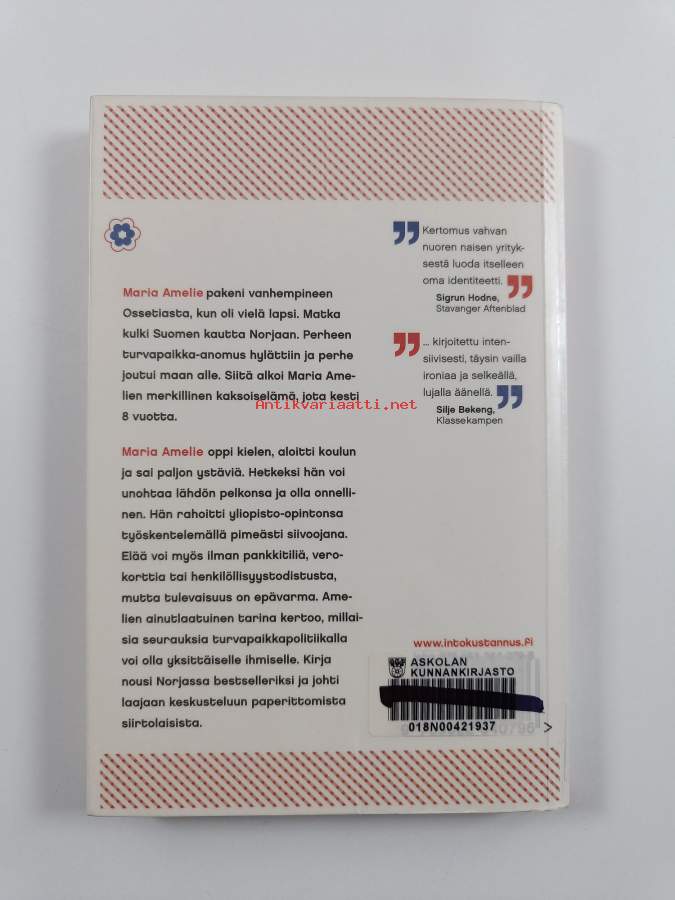 Kertomus vahvan
nuoren naisen yrityk-
sestä luoda itselleen
oma identiteetti.
Sigrun Hodne,
Stavanger Aftenblad
... kirjoitettu inten-
siivisesti, täysin vailla
ironiaa ja selkeällä,
lujalla äänellä.
Silje Bekeng,
Klassekampen
Maria Amelie pakeni vanhempineen
Ossetiasta, kun oli vielä lapsi. Matka
kulki Suomen kautta Norjaan. Perheen
turvapaikka-anomus hylättiin ja perhe
joutui maan alle. Siitä alkoi Maria Ame-
lien merkillinen kaksoiselämä, jota kesti
8 vuotta.
Antikvariaatti.net
Maria Amelie oppi kielen, aloitti koulun
ja sai paljon ystäviä. Hetkeksi hän voi
unohtaa lähdön pelkonsa ja olla onnelli-
nen. Hän rahoitti yliopisto-opintonsa
työskentelemällä pimeästi siivoojana.
Elää voi myös ilman pankkitiliä, vero-
korttia tai henkilöllisyystodistusta,
mutta tulevaisuus on epävarma. Ame-
lien ainutlaatuinen tarina kertoo, millai-
sia seurauksia turvapaikkapolitiikalla
voi olla yksittäiselle ihmiselle. Kirja
nousi Norjassa bestselleriksi ja johti
laajaan keskusteluun paperittomista
siirtolaisista.
www.intokustannus.fi
ASKOLAN
KUNNANKIRJASTO
018N00421937
>